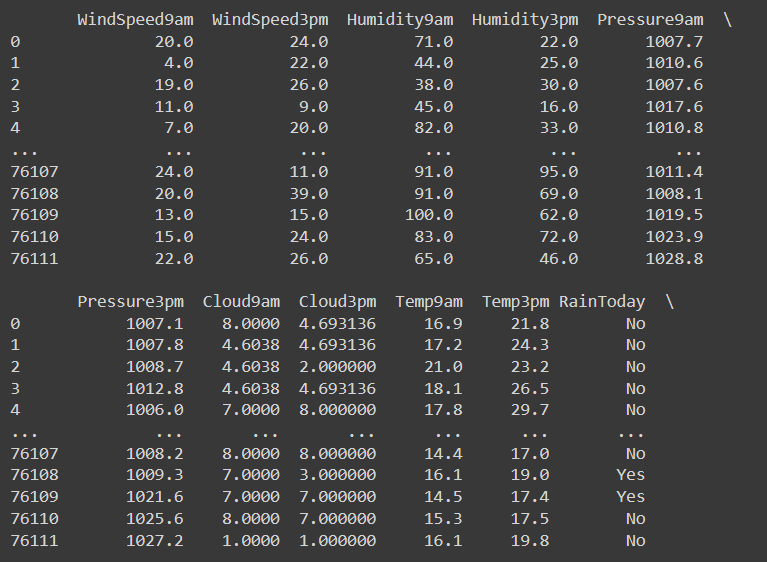 WindSpeed9am WindSpeed3pm Humidity9am Humidity3pm Pressure9am \
0 20.0 24.0 71.0 22.0 1007.7
1 4.0 22.0 44.0 25.0 1010.6
2 19.0 26.0 38.0 30.0 1007.6
3 11.0 9.0 45.0 16.0 1017.6
4 7.0 20.0 82.0 33.0 1010.8
... ... ... ... ... ...
76107 24.0 11.0 91.0 95.0 1011.4
76108 20.0 39.0 91.0 69.0 1008.1
76109 13.0 15.0 100.0 62.0 1019.5
76110 15.0 24.0 83.0 72.0 1023.9
76111 22.0 26.0 65.0 46.0 1028.8
Pressure3pm Cloud9am Cloud3pm Temp9am Temp3pm RainToday \
0 1007.1 8.0000 4.693136 16.9 21.8 No
1 1007.8 4.6038 4.693136 17.2 24.3 No
2 1008.7 4.6038 2.000000 21.0 23.2 No
3 1012.8 4.6038 4.693136 18.1 26.5 No
4 1006.0 7.0000 8.000000 17.8 29.7 No
... ... ... ... ... ... ...
76107 1008.2 8.0000 8.000000 14.4 17.0 No
76108 1009.3 7.0000 3.000000 16.1 19.0 Yes
76109 1021.6 7.0000 7.000000 14.5 17.4 Yes
76110 1025.6 8.0000 7.000000 15.3 17.5 No
76111 1027.2 1.0000 1.000000 16.1 19.8 No